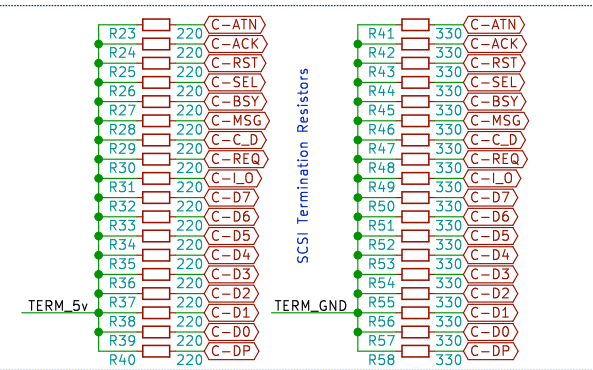 R23 220 C-ATN
R24 220 C-ACK
R25 220 C-RST
R26 220 C-SEL
R27 220 C-BSY
R28 220 C-MSG
R29 220 C-C_D
R30 220 C-REQ
R31 220 C-I_O
R32 220 C-D7
R33 220 C-D6
R34 220 C-D5
R35 220 C-D4
R36 220 C-D3
R37 220 C-D2
R38 220 C-D1
R39 220 C-D0
R40 220 C-DP
TERM_5v
SCSI Termination Resistors
R41 330 C-ATN
R42 330 C-ACK
R43 330 C-RST
R44 330 C-SEL
R45 330 C-BSY
R46 330 C-MSG
R47 330 C-C_D
R48 330 C-REQ
R49 330 C-I_O
R50 330 C-D7
R51 330 C-D6
R52 330 C-D5
R53 330 C-D4
R54 330 C-D3
R55 330 C-D2
R56 330 C-D1
R57 330 C-D0
R58 330 C-DP
TERM_GND